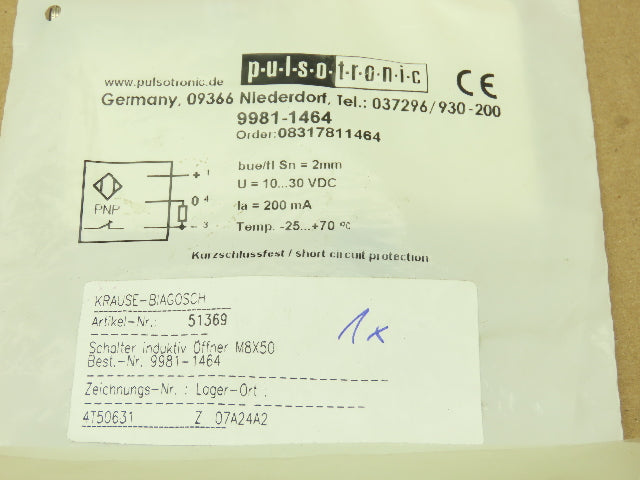 pulsotronic
www.pulsotronic.de
CE
Germany, 09366 Niederdorf, Tel.: 037296/930-200
9981-1464
Order:08317811464
bue/fl Sn = 2mm
U = 10...30 VDC
Ia = 200 mA
Temp. -25...+70 °C
PNP
+ 1
0 4
- 3
Kurzschlussfest / short circuit protection
KRAUSE-BIAGOSCH
Artikel-Nr.: 51369
Schalter induktiv Öffner M8X50
Best.-Nr. 9981-1464
Zeichnungs-Nr. : Lager-Ort :
4T50631 Z 07A24A2
1x